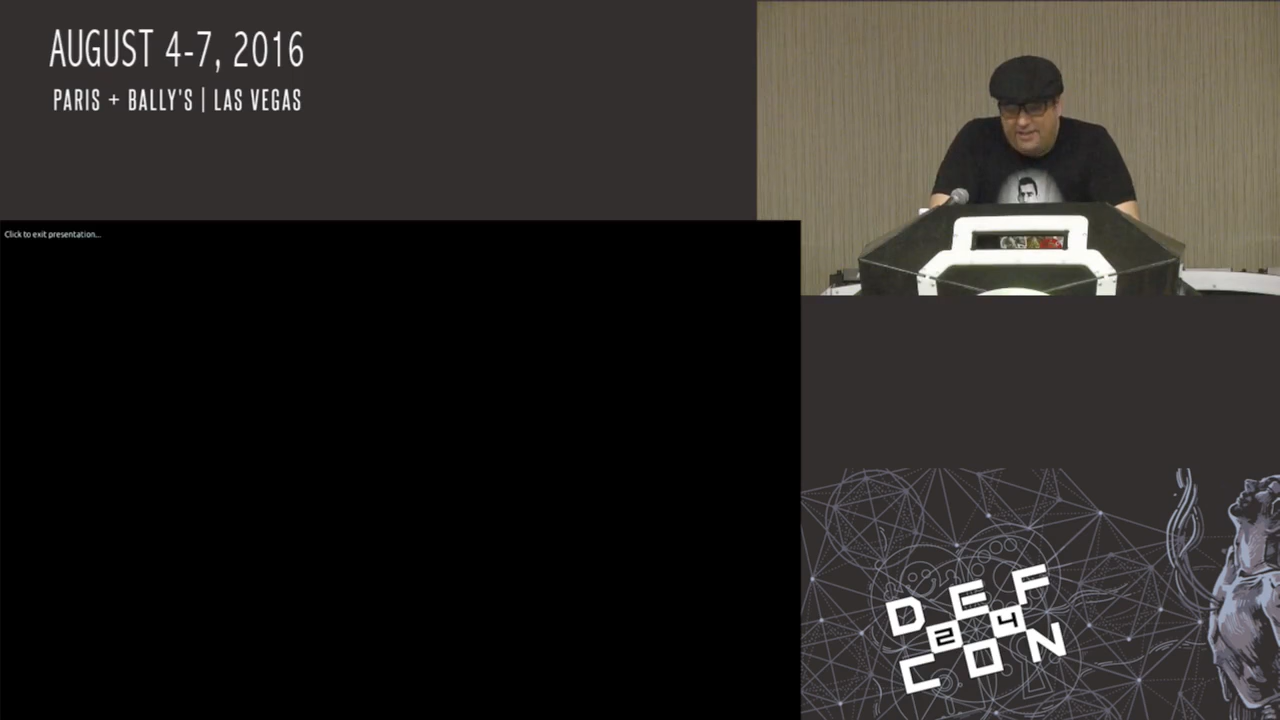 AUGUST 4-7, 2016
PARIS + BALLY'S | LAS VEGAS
Click to exit presentation...
DEF
24
CON